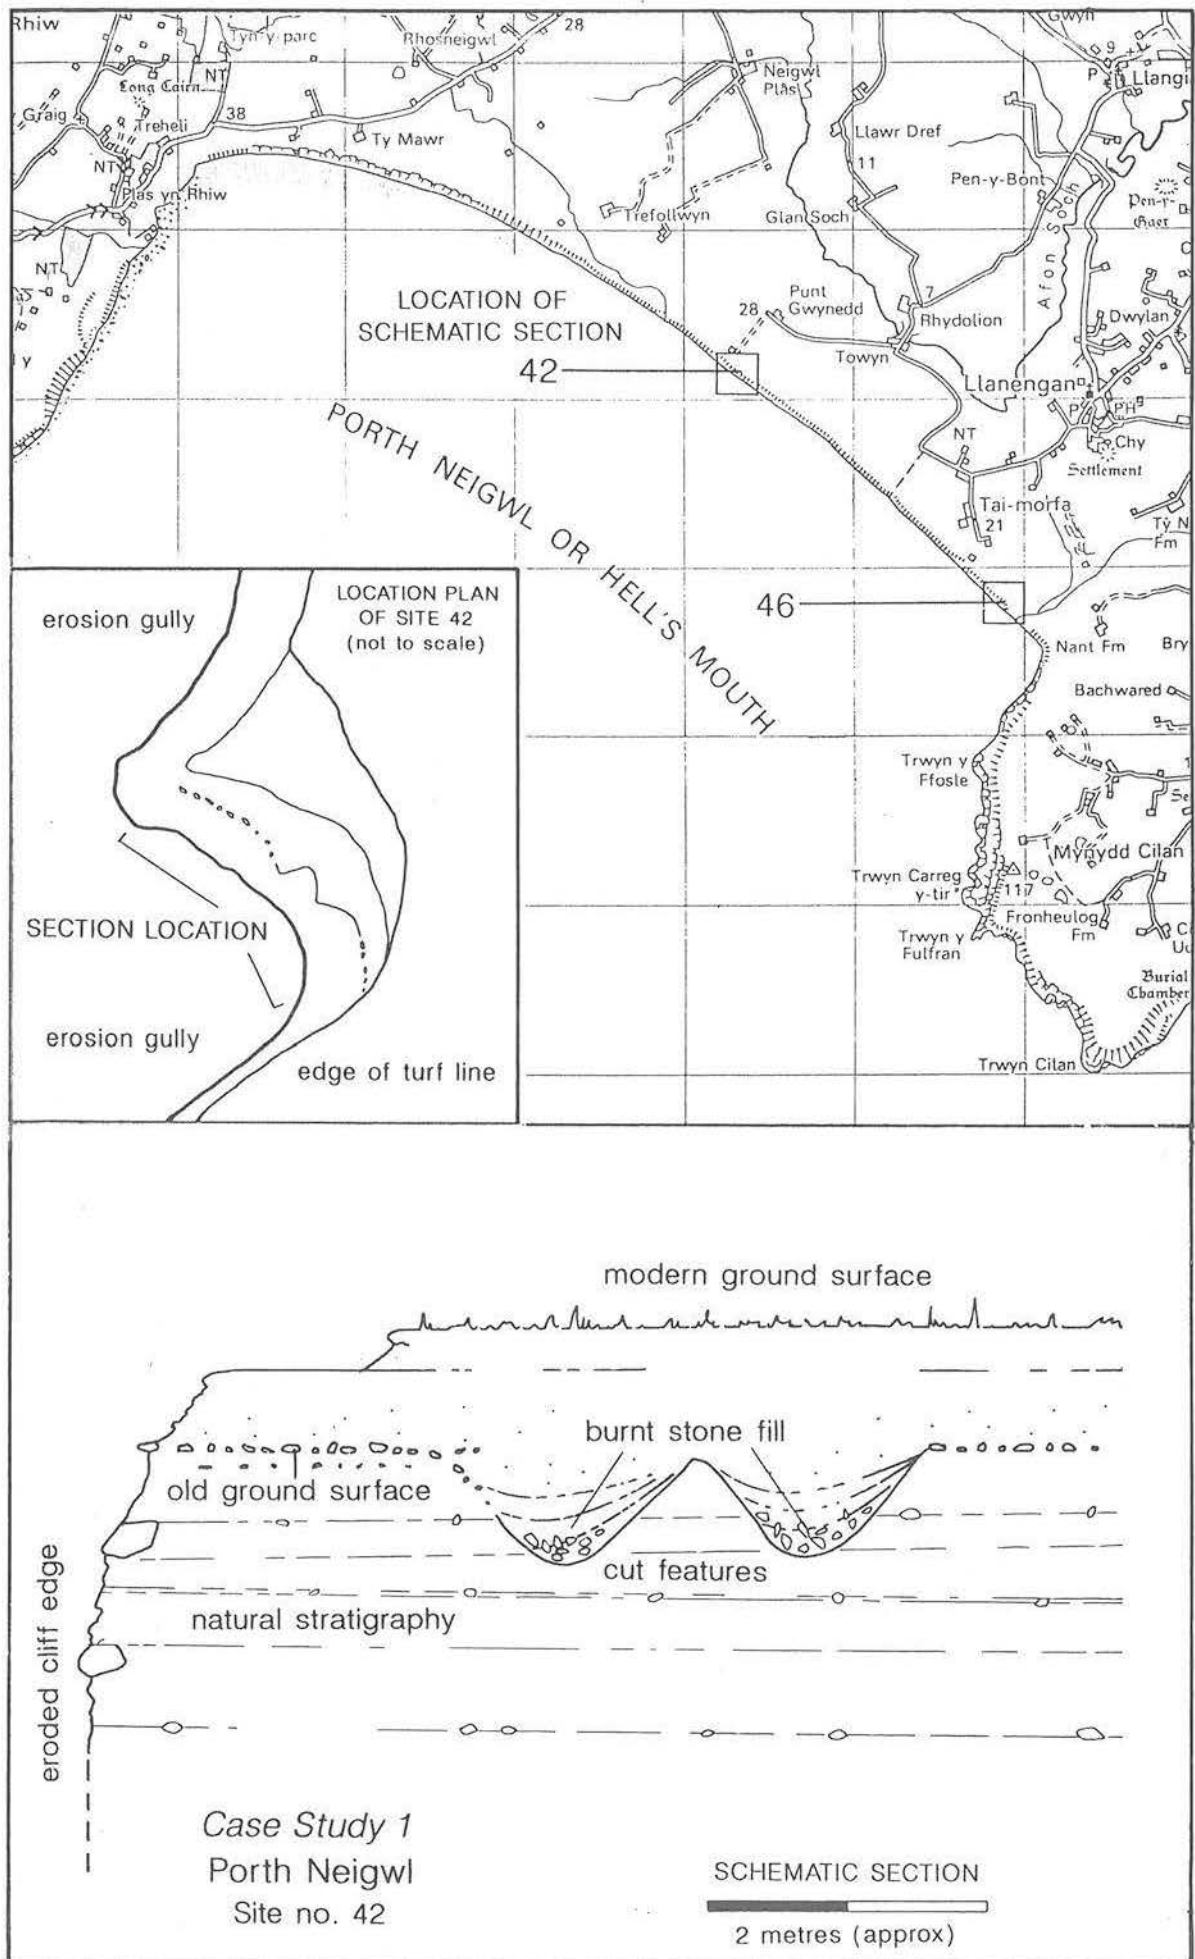 Rhiw
Tyn-y-parc
Rhosneigwl
28
Gwyn
9
P
Llangi
Long Cairn
NT
Neigwl
Plâs
Graig
Treheli
38
Ty Mawr
Llawr Dref
11
NT
Plas yn Rhiw
Pen-y-Bont
Trefollwyn
Glan Soch
Afon Soch
Pen-y-
Gaer
NT
LOCATION OF
SCHEMATIC SECTION
42
28
Punt
Gwynedd
7
Rhydolion
Dwylan
Towyn
Llanengan
P
PH
Chy
Settlement
NT
PORTH NEIGWL OR HELL'S MOUTH
Tai-morfa
21
Tŷ N
Fm
46
Nant Fm
Bry
Bachwared
Trwyn y
Ffosle
Mynydd Cilan
Trwyn Carreg
y-tir
117
Fronheulog
Fm
Trwyn y
Fulfran
Burial
Chamber
Trwyn Cilan
LOCATION PLAN
OF SITE 42
(not to scale)
erosion gully
SECTION LOCATION
erosion gully
edge of turf line
modern ground surface
burnt stone fill
old ground surface
cut features
natural stratigraphy
eroded cliff edge
Case Study 1
Porth Neigwl
Site no. 42
SCHEMATIC SECTION
2 metres (approx)